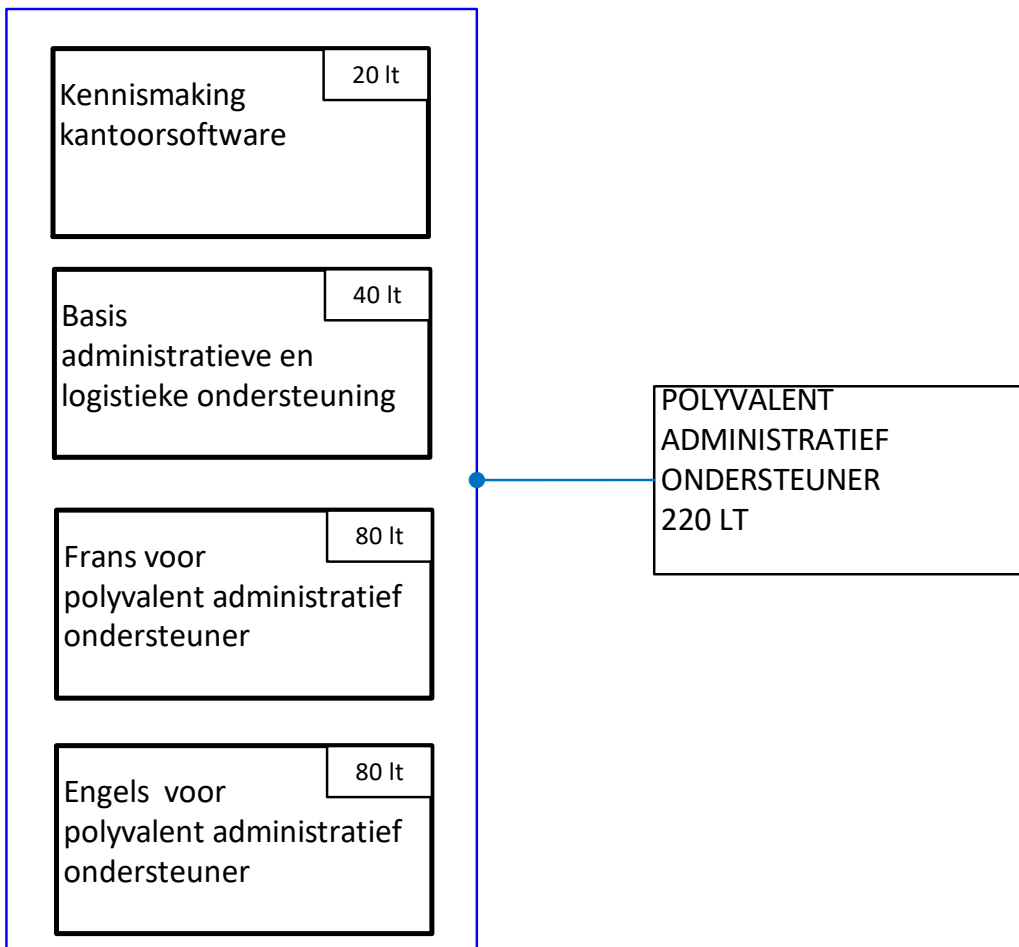 20 lt
Kennismaking
kantoorsoftware
40 lt
Basis
administratieve en
logistieke ondersteuning
80 lt
Frans voor
polyvalent administratief
ondersteuner
80 lt
Engels  voor
polyvalent administratief
ondersteuner
POLYVALENT
ADMINISTRATIEF
ONDERSTEUNER
220 LT